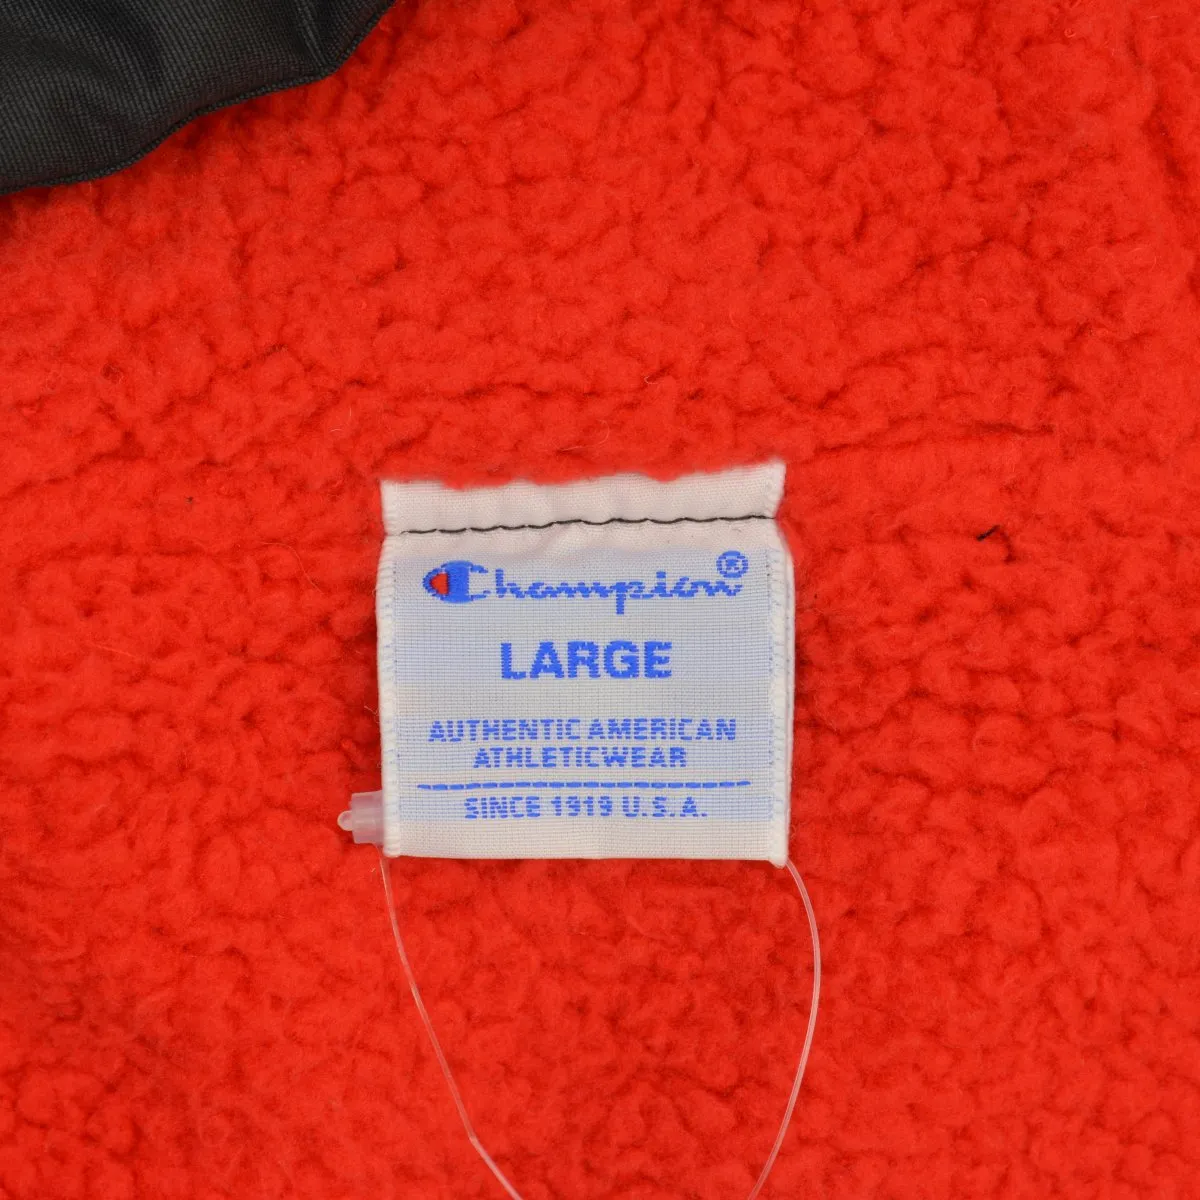 Champion®
LARGE
AUTHENTIC AMERICAN
ATHLETICWEAR
SINCE 1919 U.S.A.